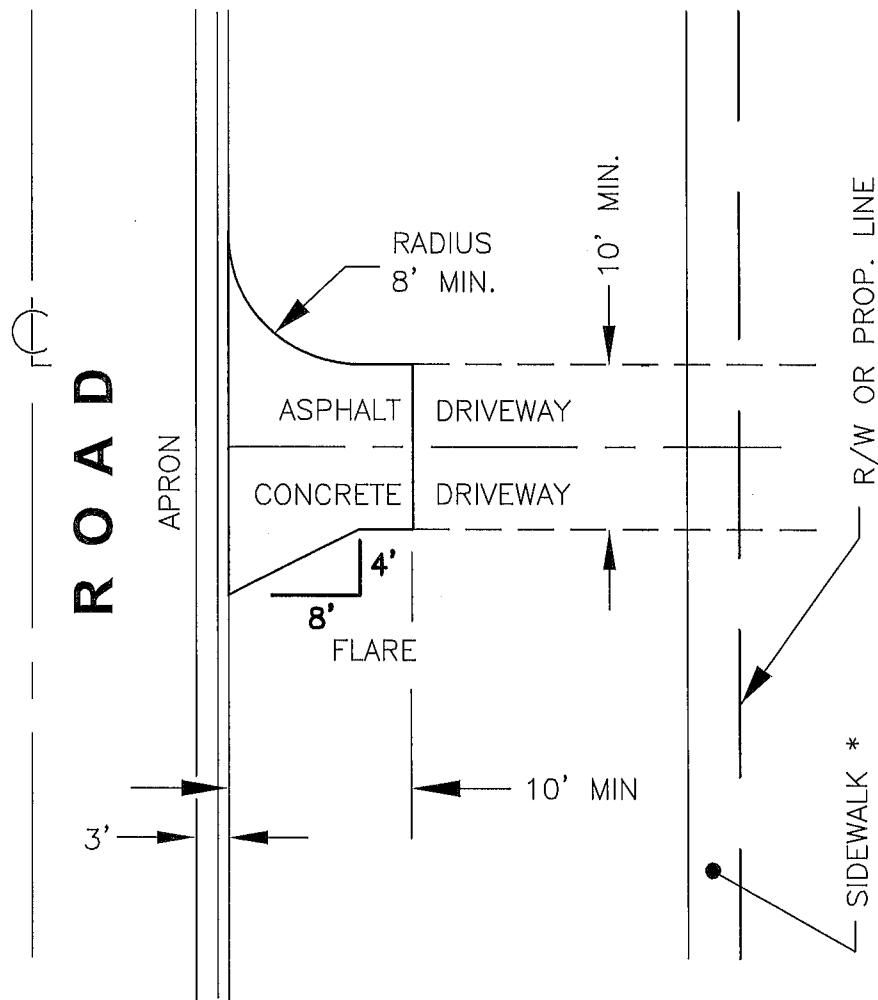 RADIUS
8' MIN.
10' MIN.
R/W OR PROP. LINE
ROAD
APRON
ASPHALT DRIVEWAY
CONCRETE DRIVEWAY
4'
8'
FLARE
10' MIN
3'
SIDEWALK *